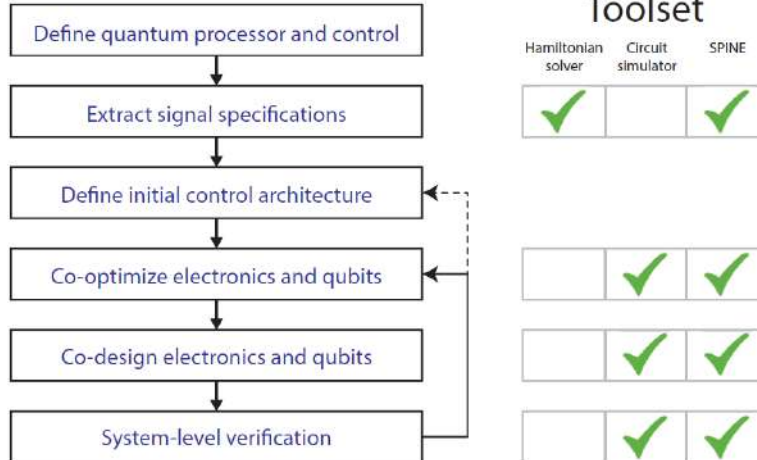 Toolset
Define quantum processor and control
Hamiltonian solver
Circuit simulator
SPINE
Extract signal specifications
Define initial control architecture
Co-optimize electronics and qubits
Co-design electronics and qubits
System-level verification